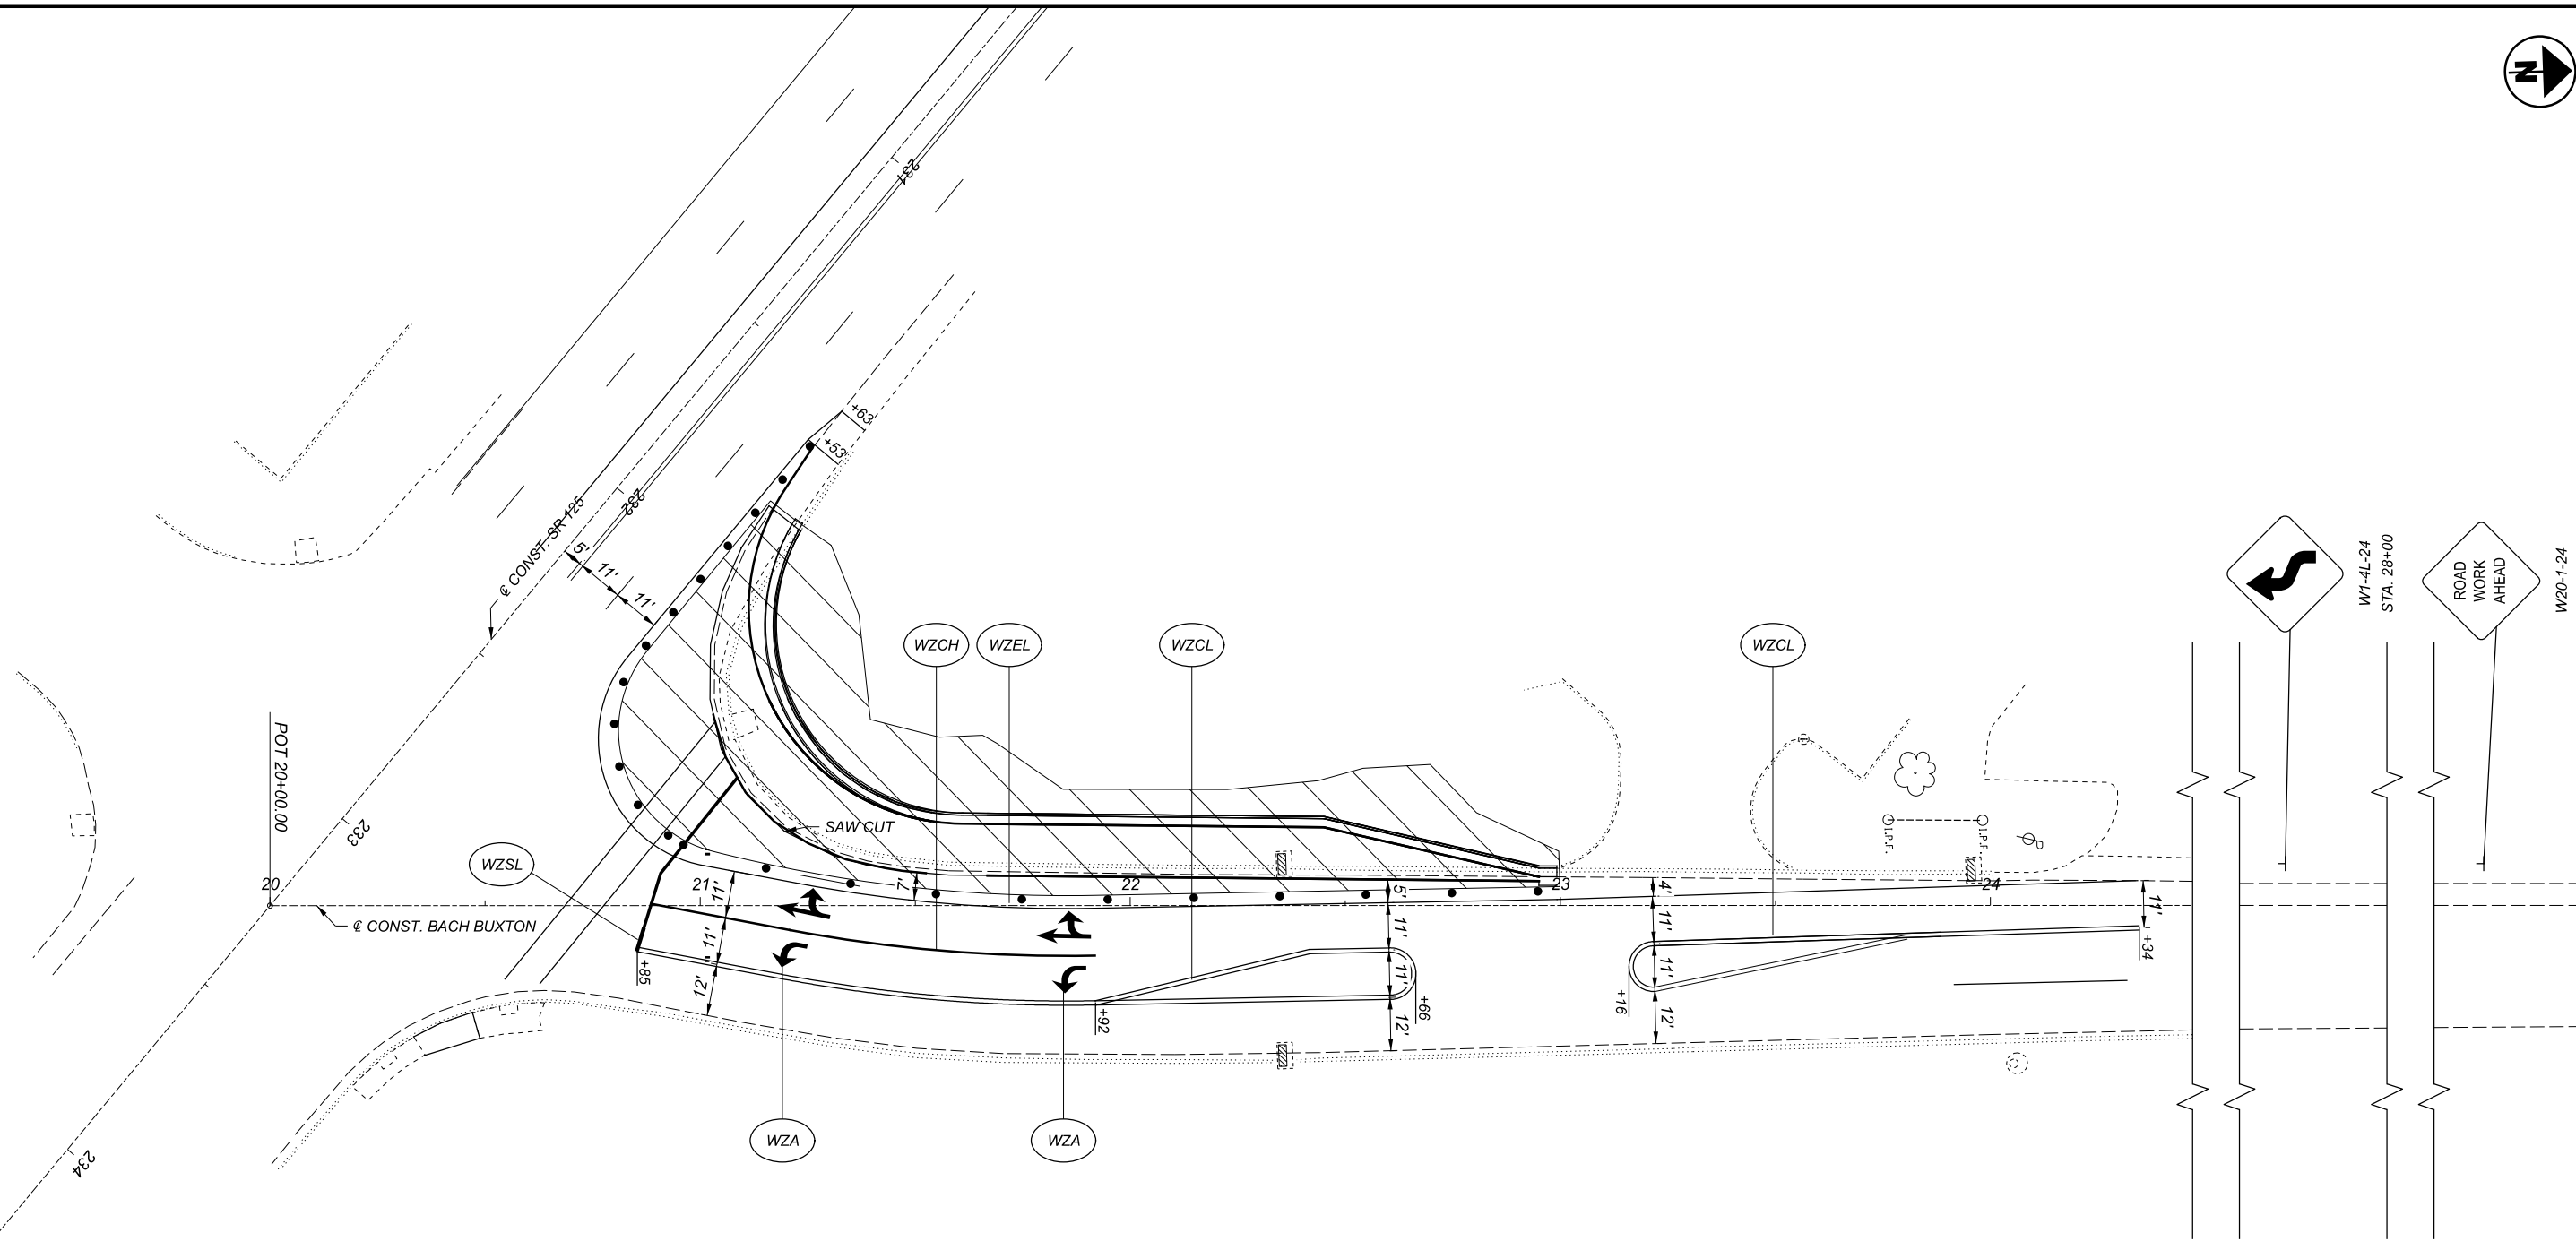 N
231
+63
+53
232
℄ CONST. SR 125
5'
11'
11'
W1-4L-24
STA. 28+00
ROAD
WORK
AHEAD
W20-1-24
WZCH
WZEL
WZCL
WZCL
POT 20+00.00
233
SAW CUT
I.P.F.
I.P.F.
P
WZSL
20
21
22
23
24
7'
5'
4'
11'
11'
11'
11'
11'
℄ CONST. BACH BUXTON
11'
11'
+85
12'
+92
12'
+66
+16
12'
+34
WZA
WZA
234